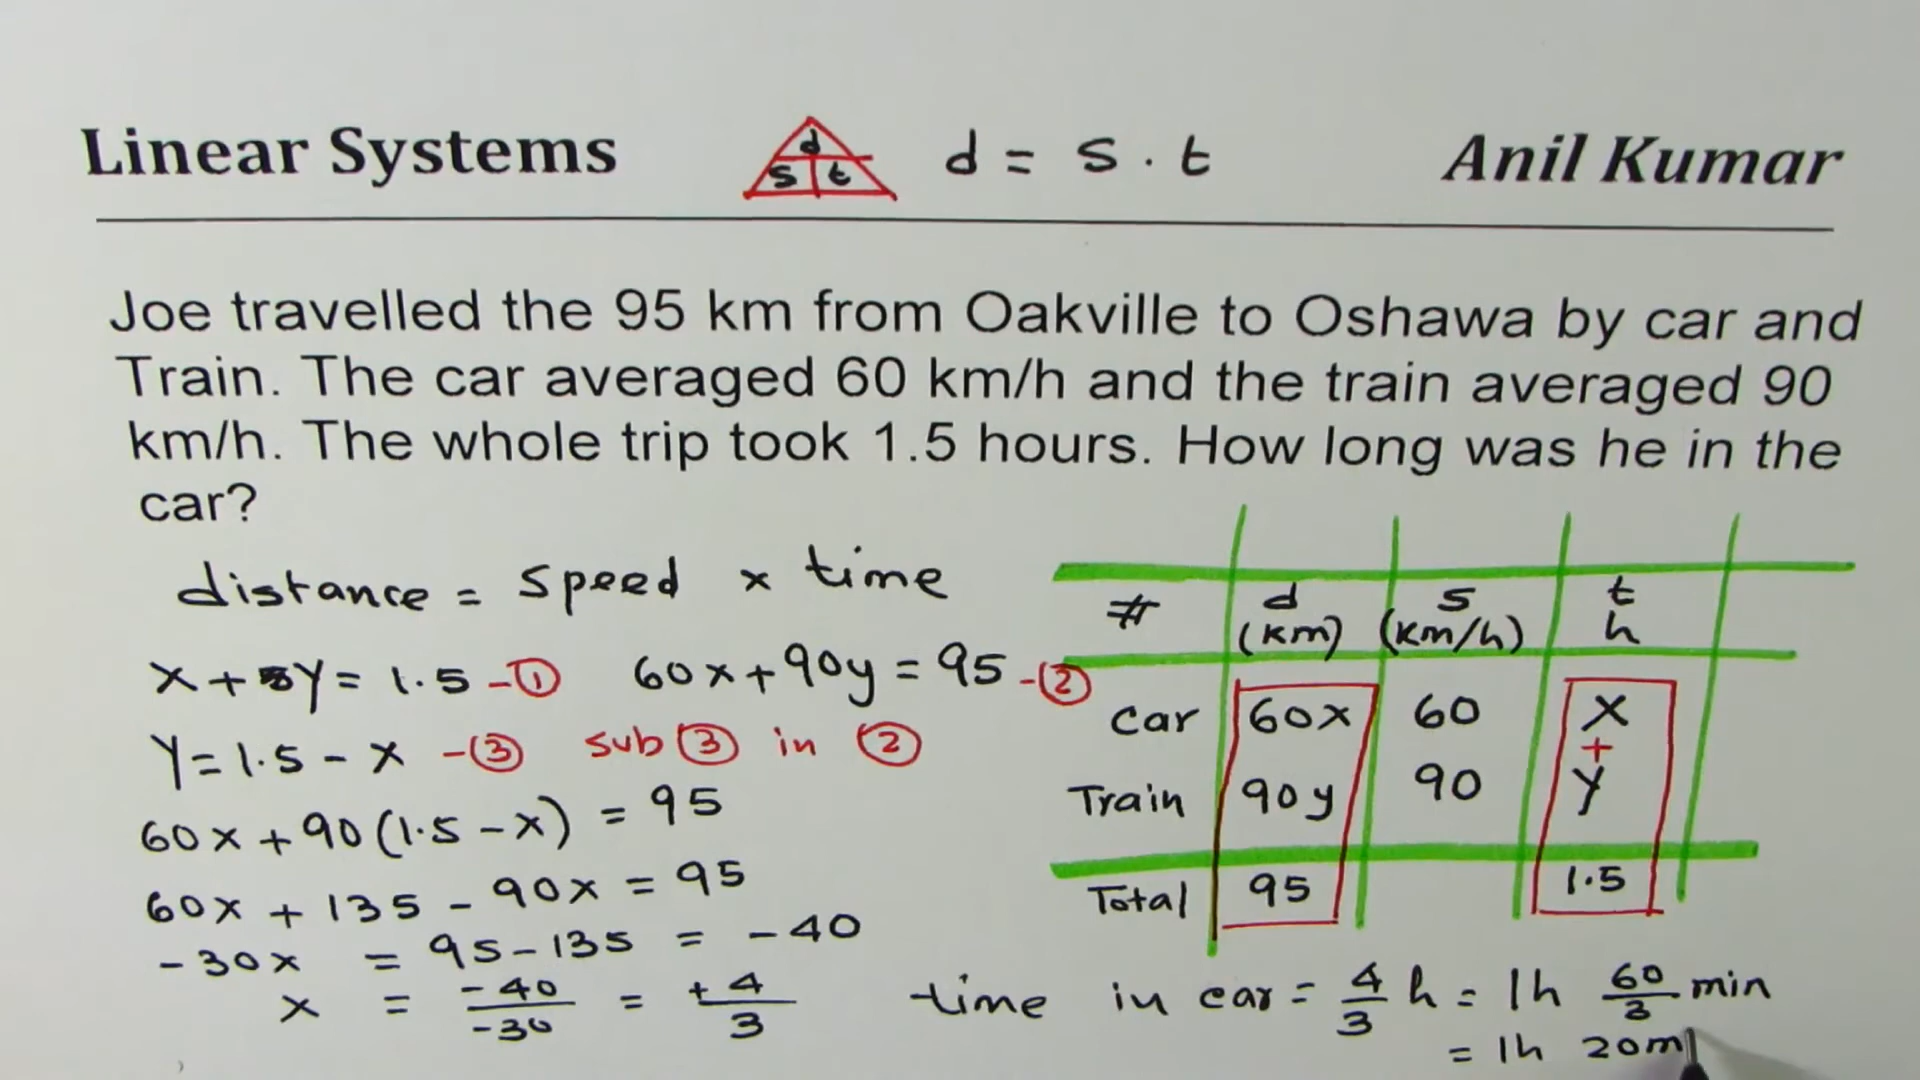 Linear Systems
d
s t
d = s . t
Anil Kumar
Joe travelled the 95 km from Oakville to Oshawa by car and
Train. The car averaged 60 km/h and the train averaged 90
km/h. The whole trip took 1.5 hours. How long was he in the
car?
distance = speed x time
x + y = 1.5 -① 60x + 90y = 95 -②
y = 1.5 - x -③ sub ③ in ②
60x + 90(1.5 - x) = 95
60x + 135 - 90x = 95
-30x = 95 - 135 = -40
x = -40/-30 = +4/3
# d (km) s (km/h) t h
Car 60x 60 x
+
Train 90y 90 y
Total 95 1.5
time in car = 4/3 h = 1h 60/3 min
= 1h 20m